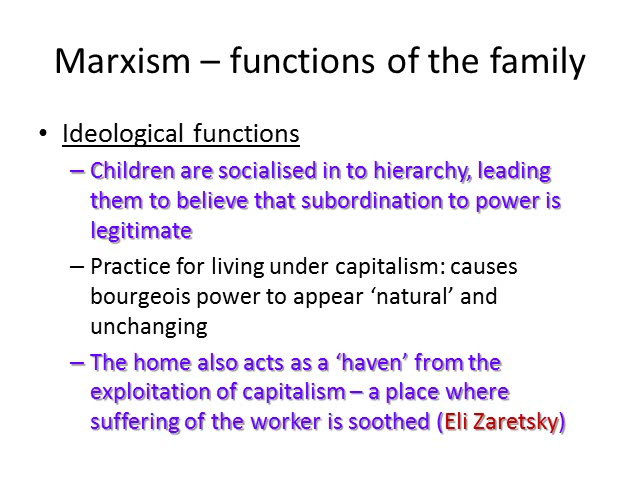 Marxism – functions of the family
• Ideological functions
– Children are socialised in to hierarchy, leading
them to believe that subordination to power is
legitimate
– Practice for living under capitalism: causes
bourgeois power to appear ‘natural’ and
unchanging
– The home also acts as a ‘haven’ from the
exploitation of capitalism – a place where
suffering of the worker is soothed (Eli Zaretsky)